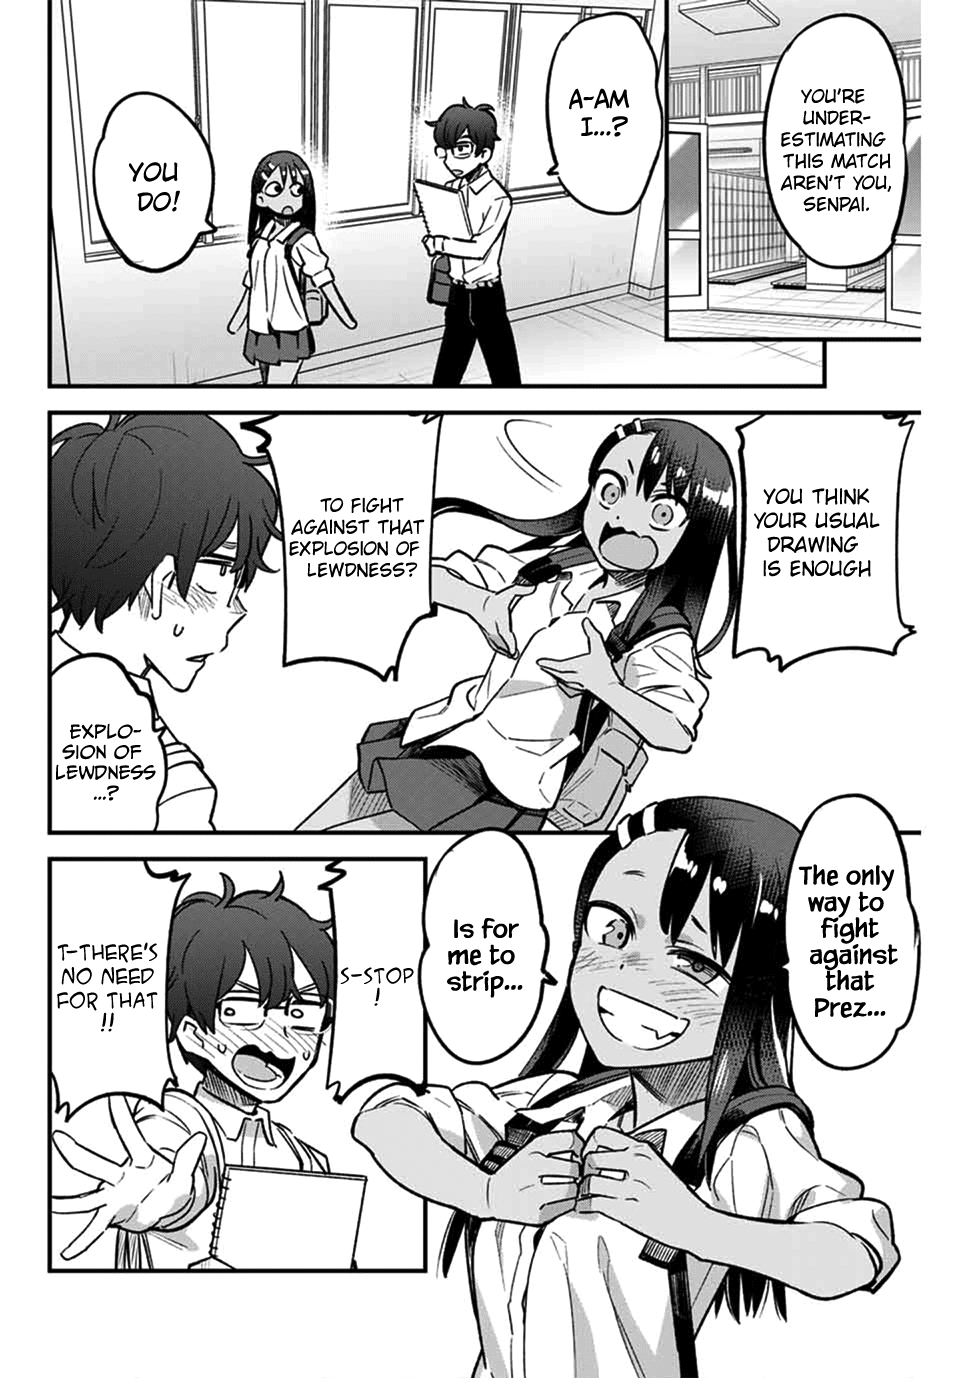 YOU'RE
UNDER-
ESTIMATING
THIS MATCH
AREN'T YOU,
SENPAI.
A-AM
I...?
YOU
DO!
YOU THINK
YOUR USUAL
DRAWING
IS ENOUGH
TO FIGHT
AGAINST THAT
EXPLOSION OF
LEWDNESS?
EXPLO-
SION OF
LEWDNESS
...?
The only
way to
fight
against
that
Prez...
Is for
me to
strip...
S-STOP
!
T-THERE'S
NO NEED
FOR THAT
!!